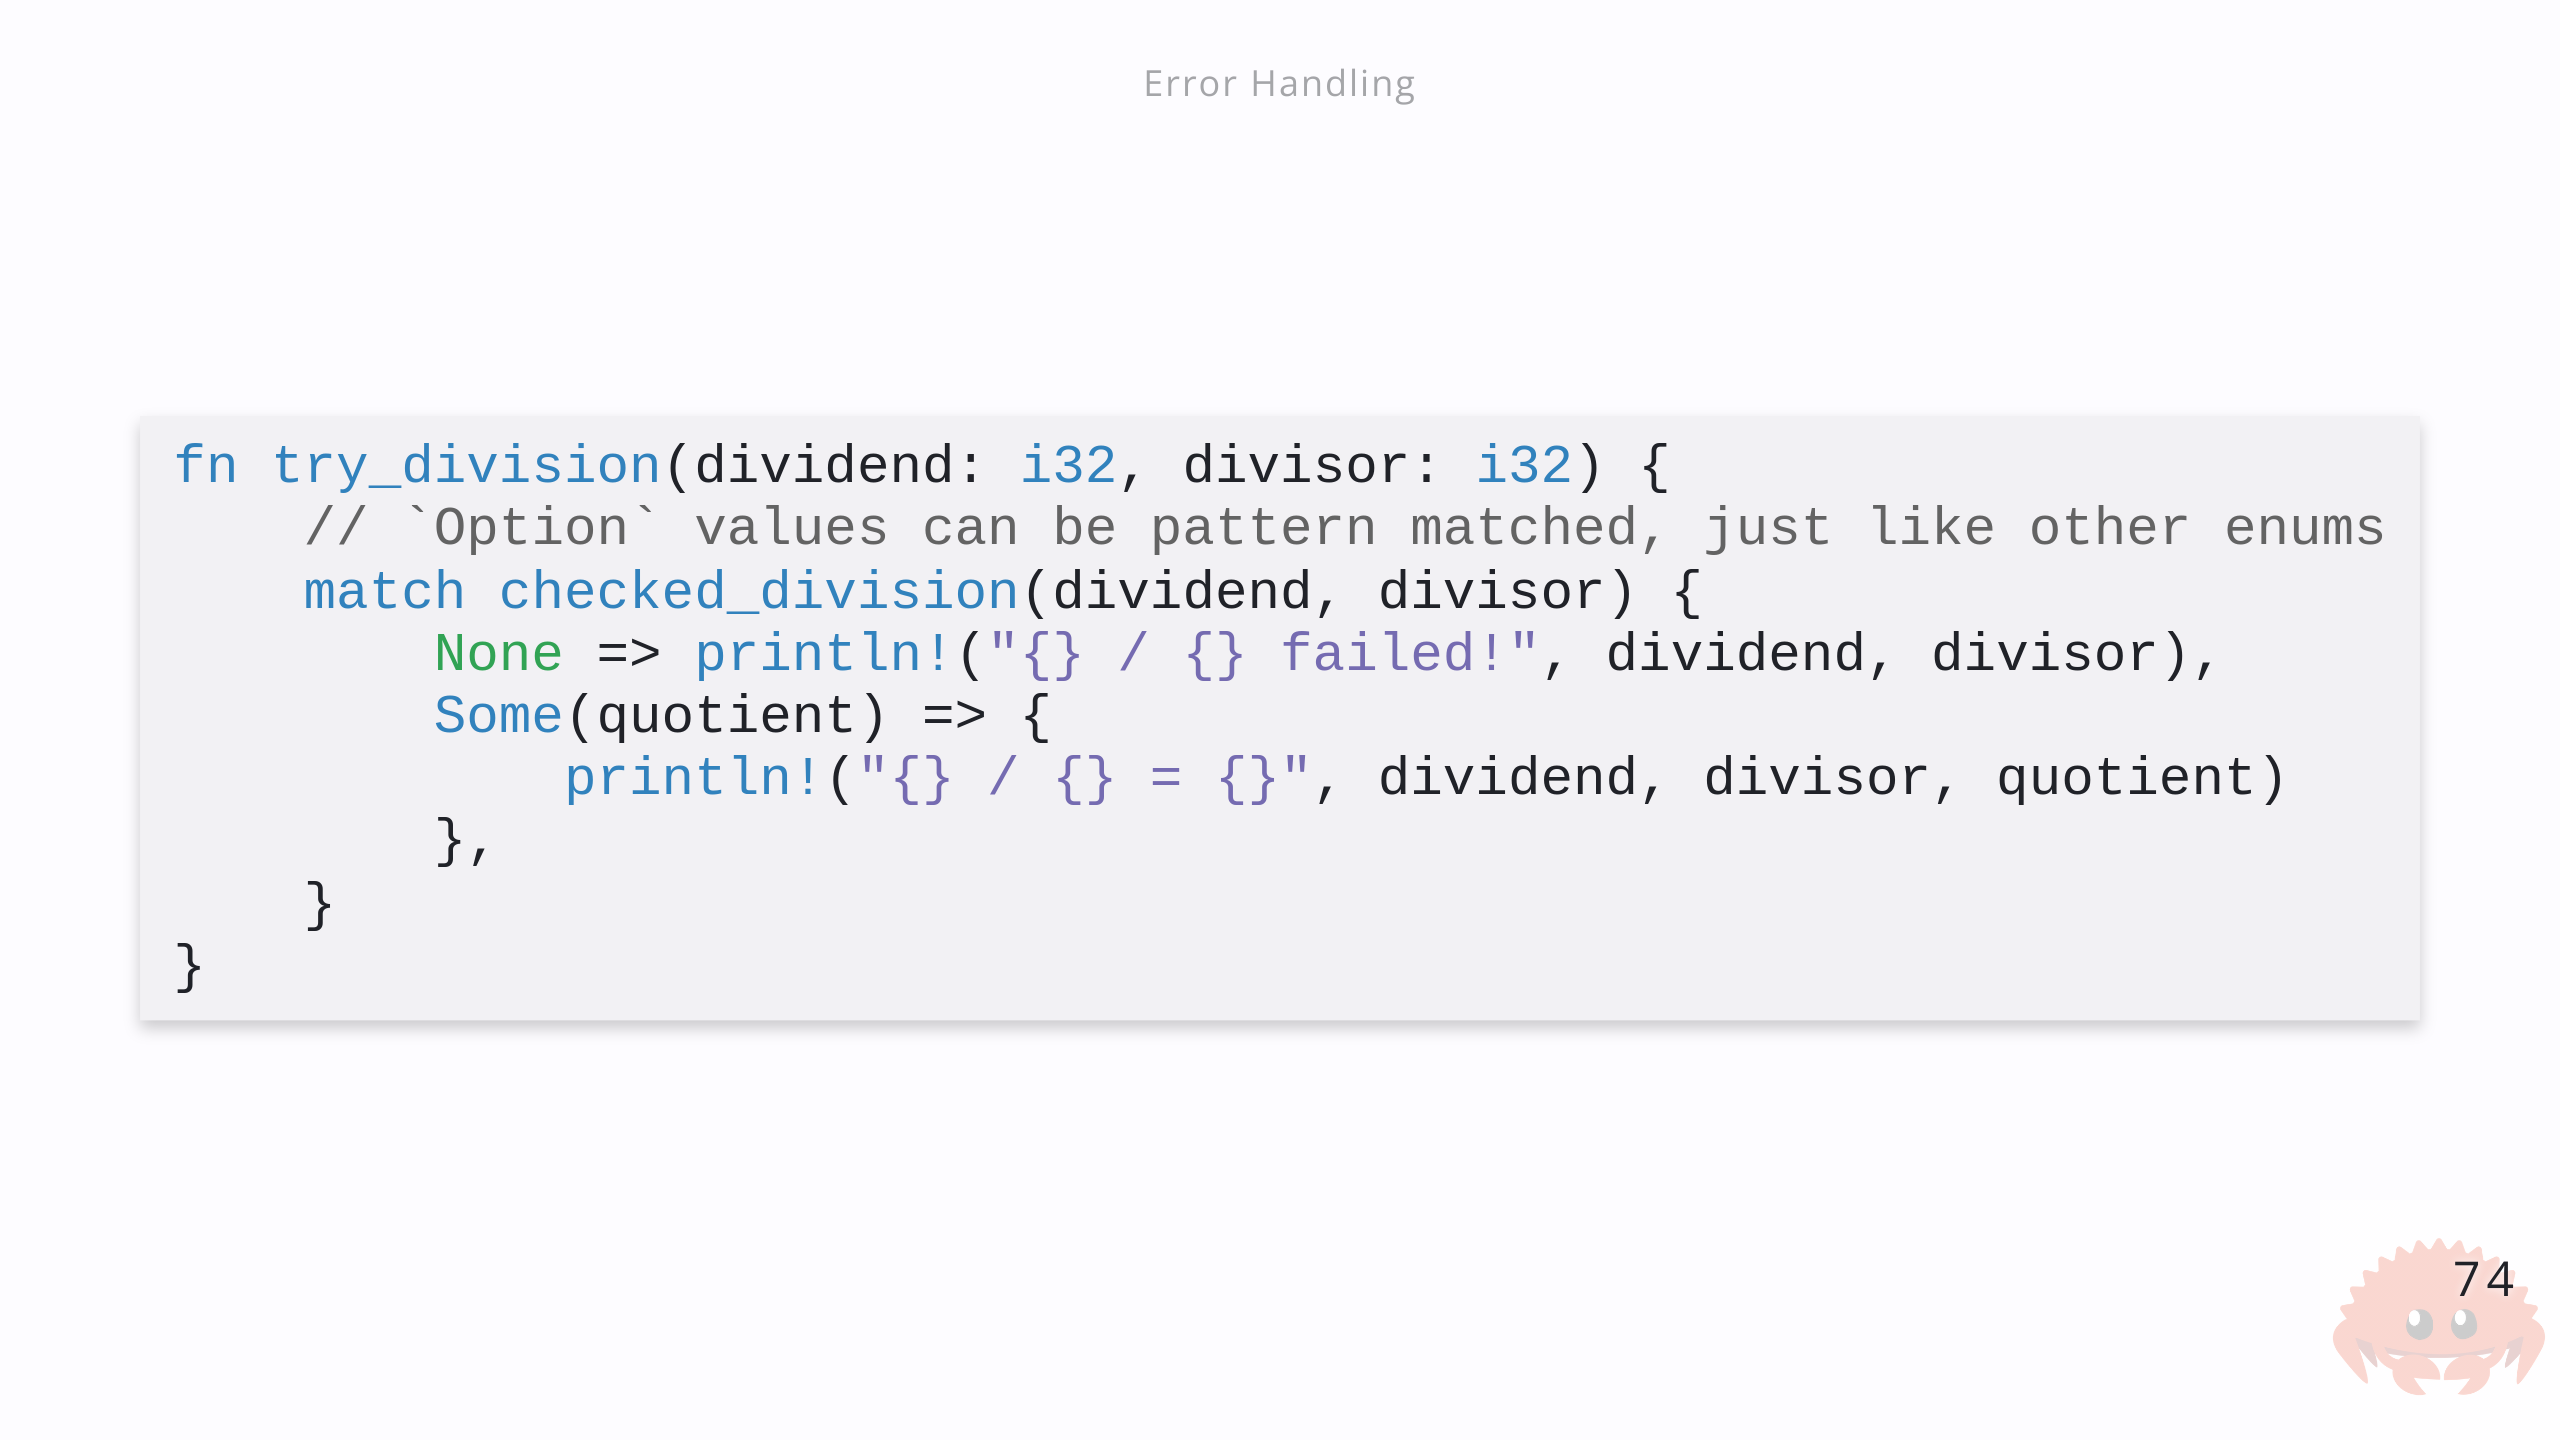 Error Handling
fn try_division(dividend: i32, divisor: i32) {
    // `Option` values can be pattern matched, just like other enums
    match checked_division(dividend, divisor) {
        None => println!("{} / {} failed!", dividend, divisor),
        Some(quotient) => {
            println!("{} / {} = {}", dividend, divisor, quotient)
        },
    }
}
74